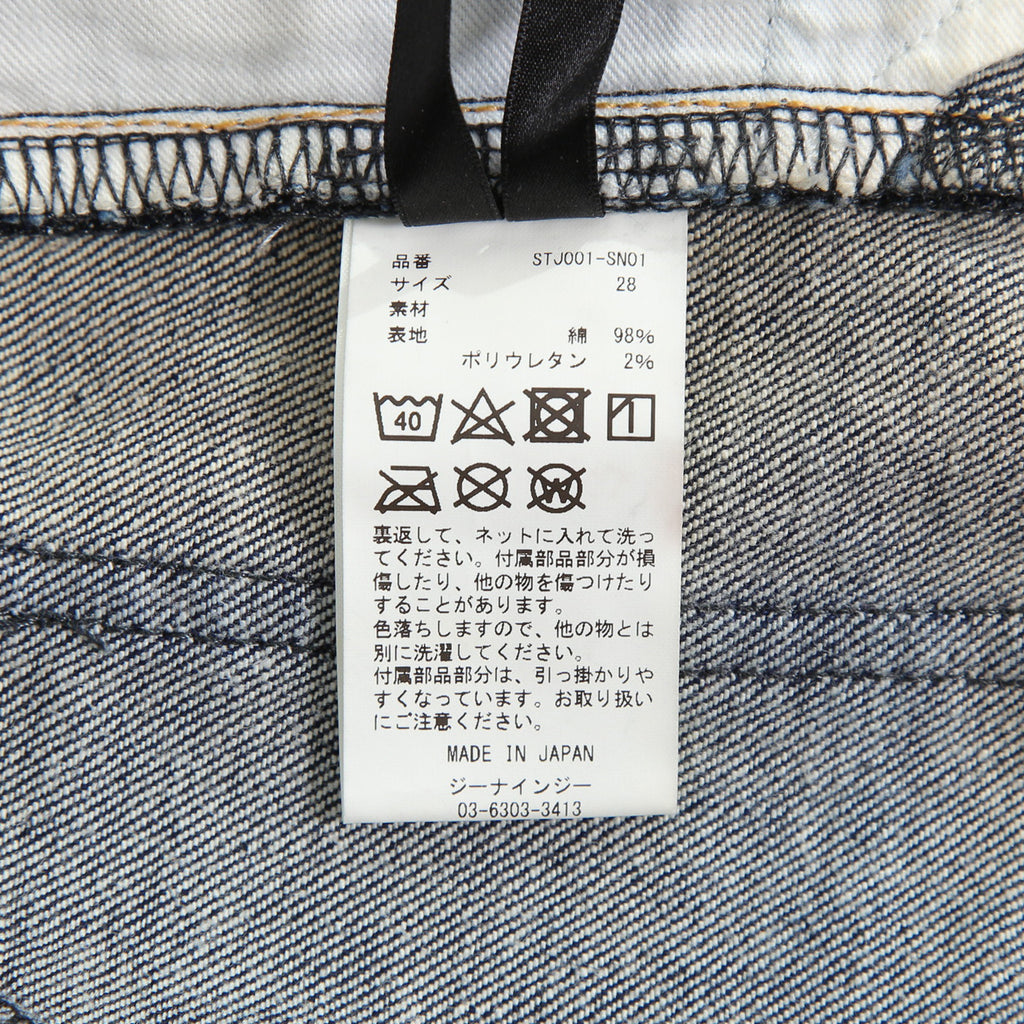 品番 STJ001-SN01
サイズ 28
素材
表地 綿 98%
ポリウレタン 2%
40
W
裏返して、ネットに入れて洗っ
てください。付属部品部分が損
傷したり、他の物を傷つけたり
することがあります。
色落ちしますので、他の物とは
別に洗濯してください。
付属部品部分は、引っ掛かりや
すくなっています。お取り扱い
にご注意ください。
MADE IN JAPAN
ジーナインジー
03-6303-3413